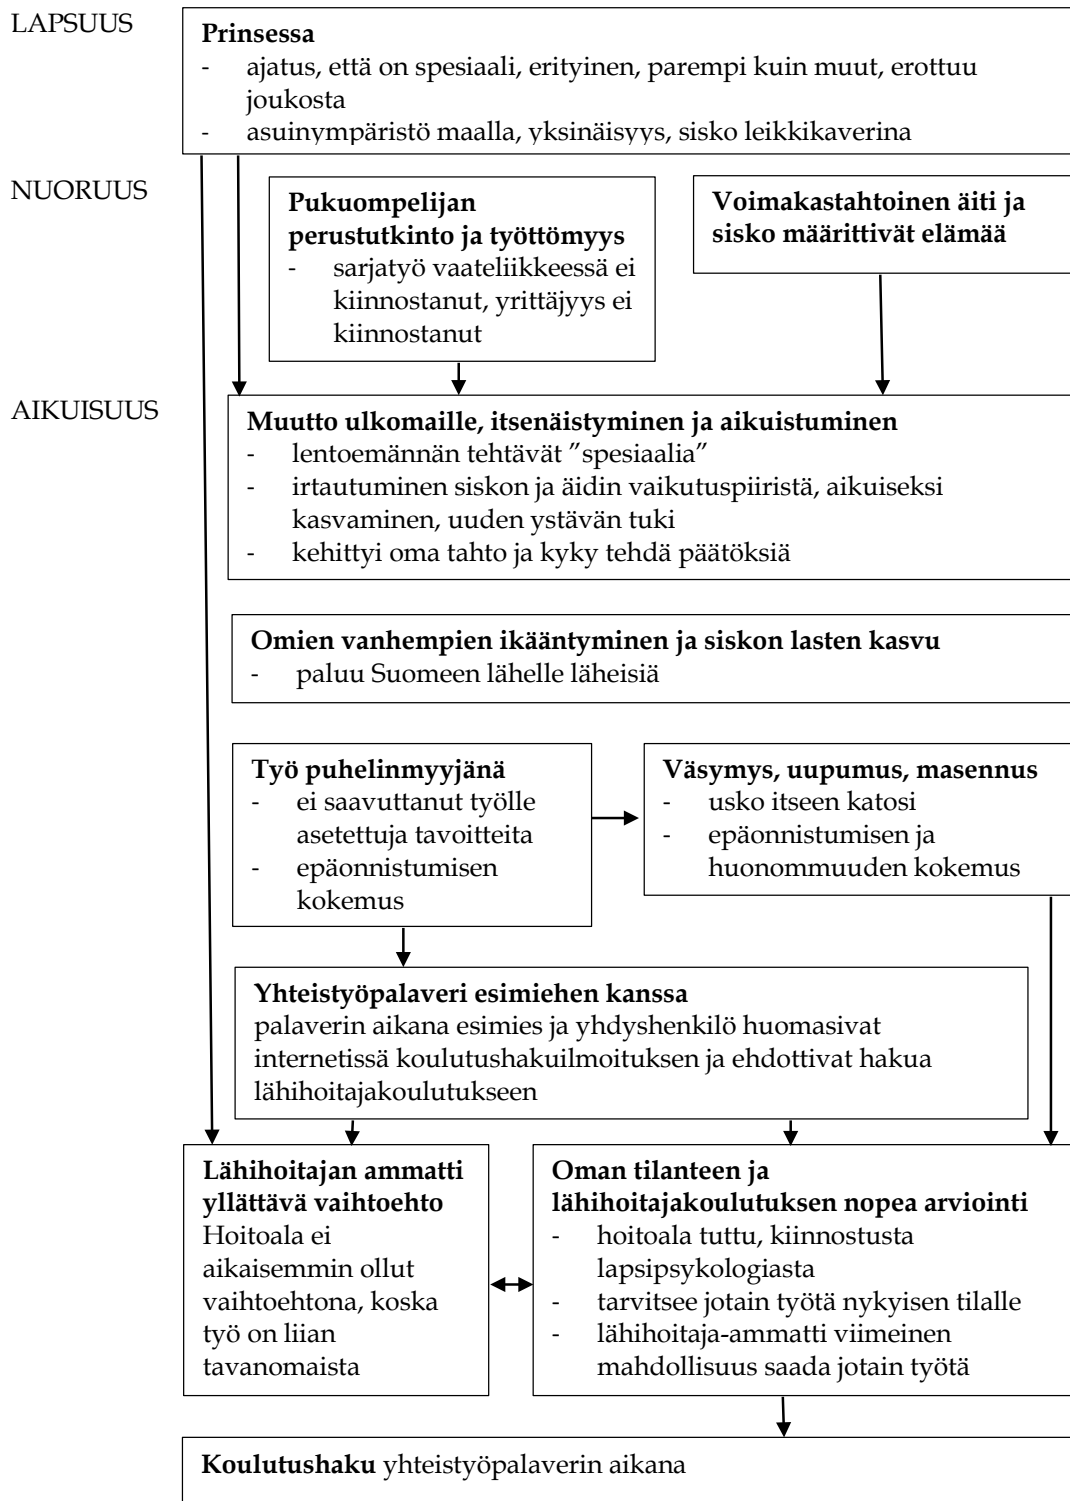 LAPSUUS
Prinsessa
- ajatus, että on spesiaali, erityinen, parempi kuin muut, erottuu
joukosta
- asuinympäristö maalla, yksinäisyys, sisko leikkikaverina
NUORUUS
Pukuompelijan
perustutkinto ja työttömyys
- sarjatyö vaateliikkeessä ei
kiinnostanut, yrittäjyys ei
kiinnostanut
Voimakastahtoinen äiti ja
sisko määrittivät elämää
AIKUISUUS
Muutto ulkomaille, itsenäistyminen ja aikuistuminen
- lentoemännän tehtävät ”spesiaalia”
- irtautuminen siskon ja äidin vaikutuspiiristä, aikuiseksi
kasvaminen, uuden ystävän tuki
- kehittyi oma tahto ja kyky tehdä päätöksiä
Omien vanhempien ikääntyminen ja siskon lasten kasvu
- paluu Suomeen lähelle läheisiä
Työ puhelinmyyjänä
- ei saavuttanut työlle
asetettuja tavoitteita
- epäonnistumisen
kokemus
Väsymys, uupumus, masennus
- usko itseen katosi
- epäonnistumisen ja
huonommuuden kokemus
Yhteistyöpalaveri esimiehen kanssa
palaverin aikana esimies ja yhdyshenkilö huomasivat
internetissä koulutushakuilmoituksen ja ehdottivat hakua
lähihoitajakoulutukseen
Lähihoitajan ammatti
yllättävä vaihtoehto
Hoitoala ei
aikaisemmin ollut
vaihtoehtona, koska
työ on liian
tavanomaista
Oman tilanteen ja
lähihoitajakoulutuksen nopea arviointi
- hoitoala tuttu, kiinnostusta
lapsipsykologiasta
- tarvitsee jotain työtä nykyisen tilalle
- lähihoitaja-ammatti viimeinen
mahdollisuus saada jotain työtä
Koulutushaku yhteistyöpalaverin aikana